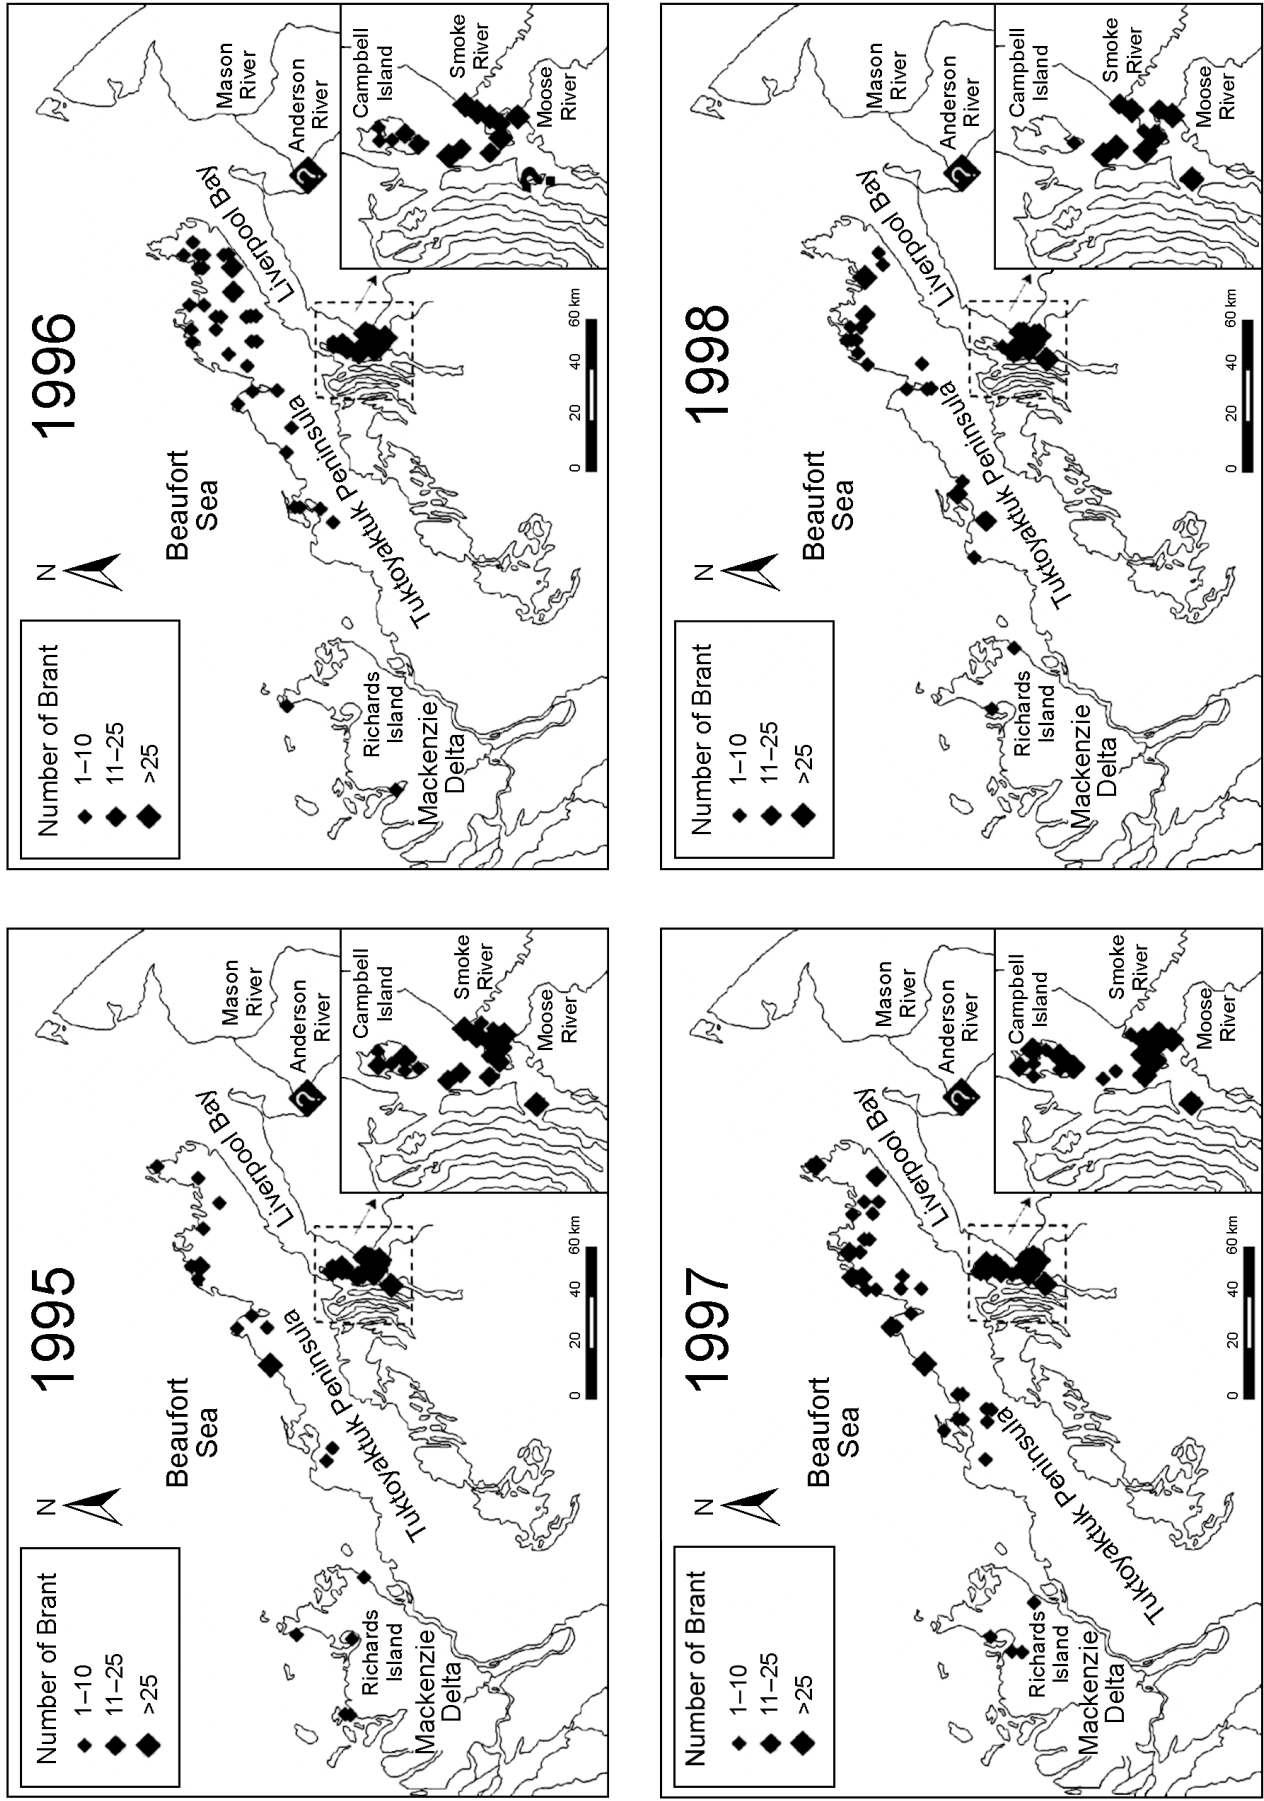 1995
N
Number of Brant
1–10
11–25
>25
Beaufort
Sea
Mason
River
Anderson
River
?
Liverpool Bay
Tuktoyaktuk Peninsula
Richards
Island
Mackenzie
Delta
0 20 40 60 km
Campbell
Island
Smoke
River
Moose
River
1996
N
Number of Brant
1–10
11–25
>25
Beaufort
Sea
Mason
River
Anderson
River
?
Liverpool Bay
Tuktoyaktuk Peninsula
Richards
Island
Mackenzie
Delta
0 20 40 60 km
Campbell
Island
Smoke
River
Moose
River
?
1997
N
Number of Brant
1–10
11–25
>25
Beaufort
Sea
Mason
River
Anderson
River
?
Liverpool Bay
Tuktoyaktuk Peninsula
Richards
Island
Mackenzie
Delta
0 20 40 60 km
Campbell
Island
Smoke
River
Moose
River
1998
N
Number of Brant
1–10
11–25
>25
Beaufort
Sea
Mason
River
Anderson
River
?
Liverpool Bay
Tuktoyaktuk Peninsula
Richards
Island
Mackenzie
Delta
0 20 40 60 km
Campbell
Island
Smoke
River
Moose
River